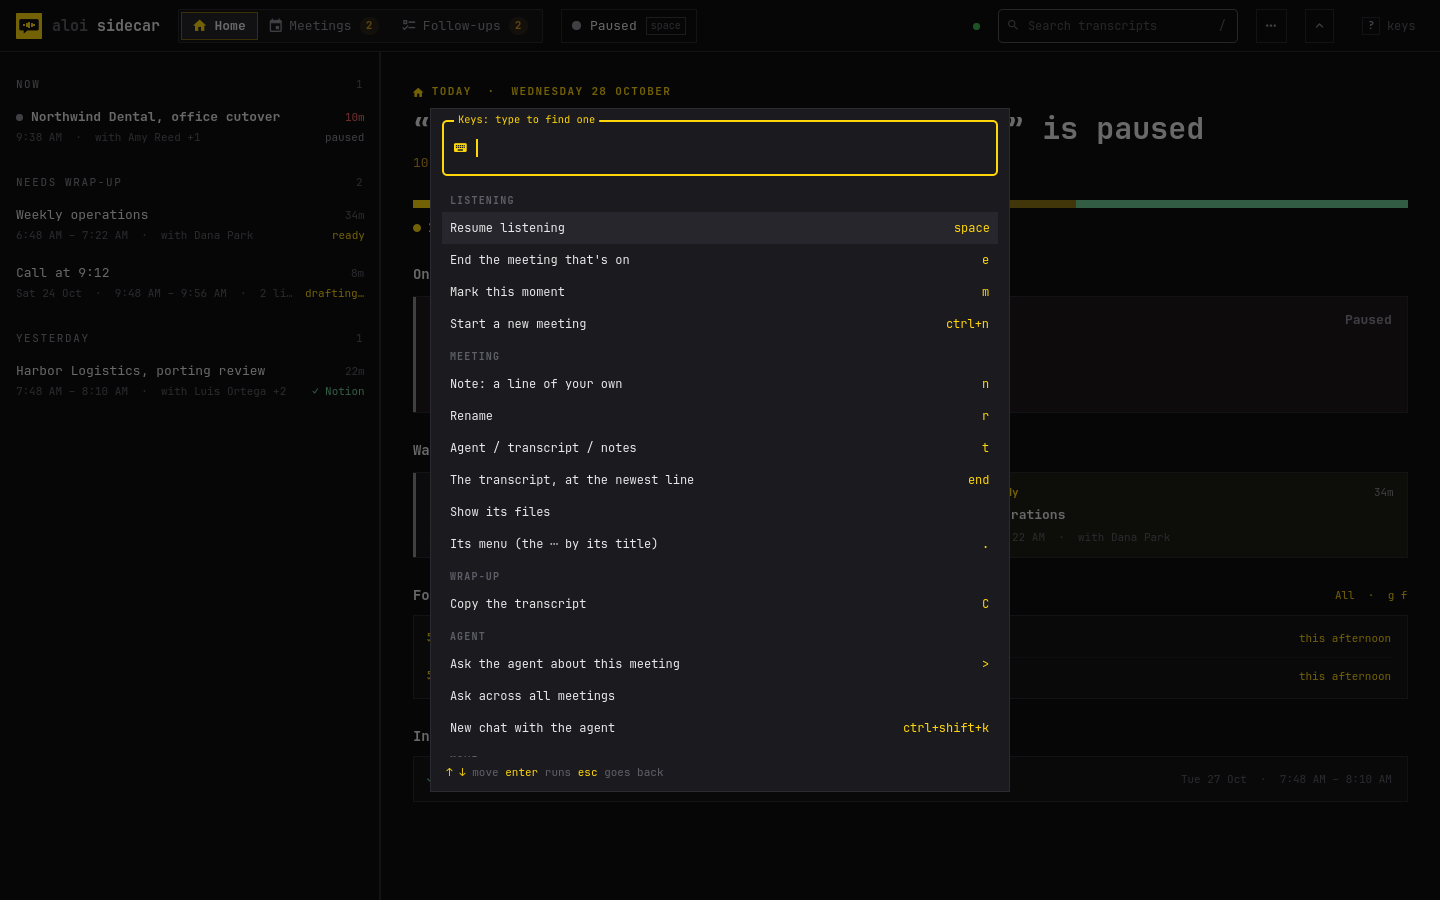 aloi sidecar
Home
Meetings 2
Follow-ups 2
Paused space
Search transcripts /
? keys
NOW 1
Northwind Dental, office cutover 10m
9:38 AM · with Amy Reed +1 paused
NEEDS WRAP-UP 2
Weekly operations 34m
6:48 AM – 7:22 AM · with Dana Park ready
Call at 9:12 8m
Sat 24 Oct · 9:48 AM – 9:56 AM · 2 li… drafting…
YESTERDAY 1
Harbor Logistics, porting review 22m
7:48 AM – 8:10 AM · with Luis Ortega +2 ✓ Notion
TODAY · WEDNESDAY 28 OCTOBER
“ ” is paused
10
On
Paused
Wa
34m
rations
22 AM · with Dana Park
Fo
All · g f
this afternoon
this afternoon
In
Tue 27 Oct · 7:48 AM – 8:10 AM
Keys: type to find one
LISTENING
Resume listening space
End the meeting that's on e
Mark this moment m
Start a new meeting ctrl+n
MEETING
Note: a line of your own n
Rename r
Agent / transcript / notes t
The transcript, at the newest line end
Show its files
Its menu (the ⋯ by its title) .
WRAP-UP
Copy the transcript C
AGENT
Ask the agent about this meeting >
Ask across all meetings
New chat with the agent ctrl+shift+k
↑ ↓ move enter runs esc goes back